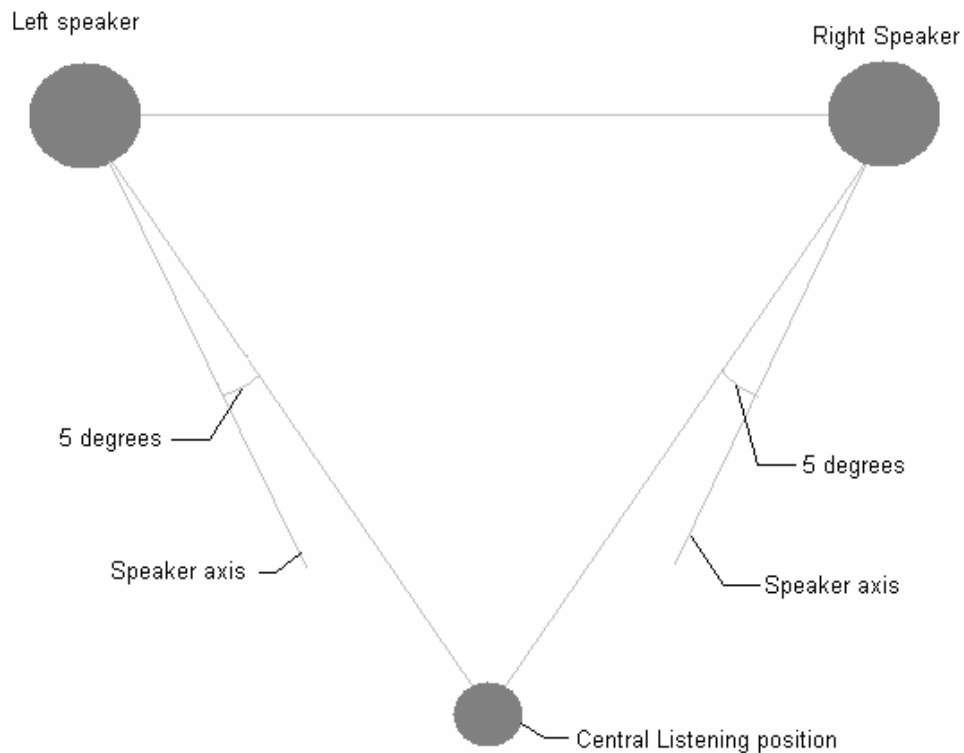 Left speaker
Right Speaker
5 degrees
5 degrees
Speaker axis
Speaker axis
Central Listening position